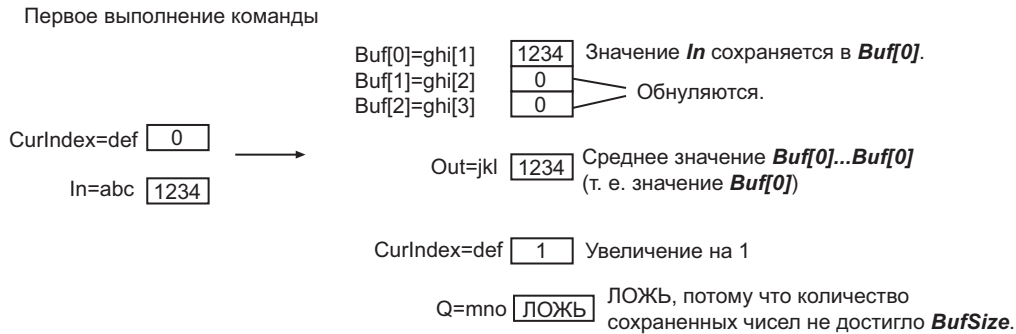 Первое выполнение команды
Buf[0]=ghi[1] 1234 Значение In сохраняется в Buf[0].
Buf[1]=ghi[2] 0
Buf[2]=ghi[3] 0
Обнуляются.
CurIndex=def 0
In=abc 1234
Out=jkl 1234 Среднее значение Buf[0]...Buf[0]
(т. е. значение Buf[0])
CurIndex=def 1 Увеличение на 1
Q=mno ЛОЖЬ ЛОЖЬ, потому что количество
сохраненных чисел не достигло BufSize.